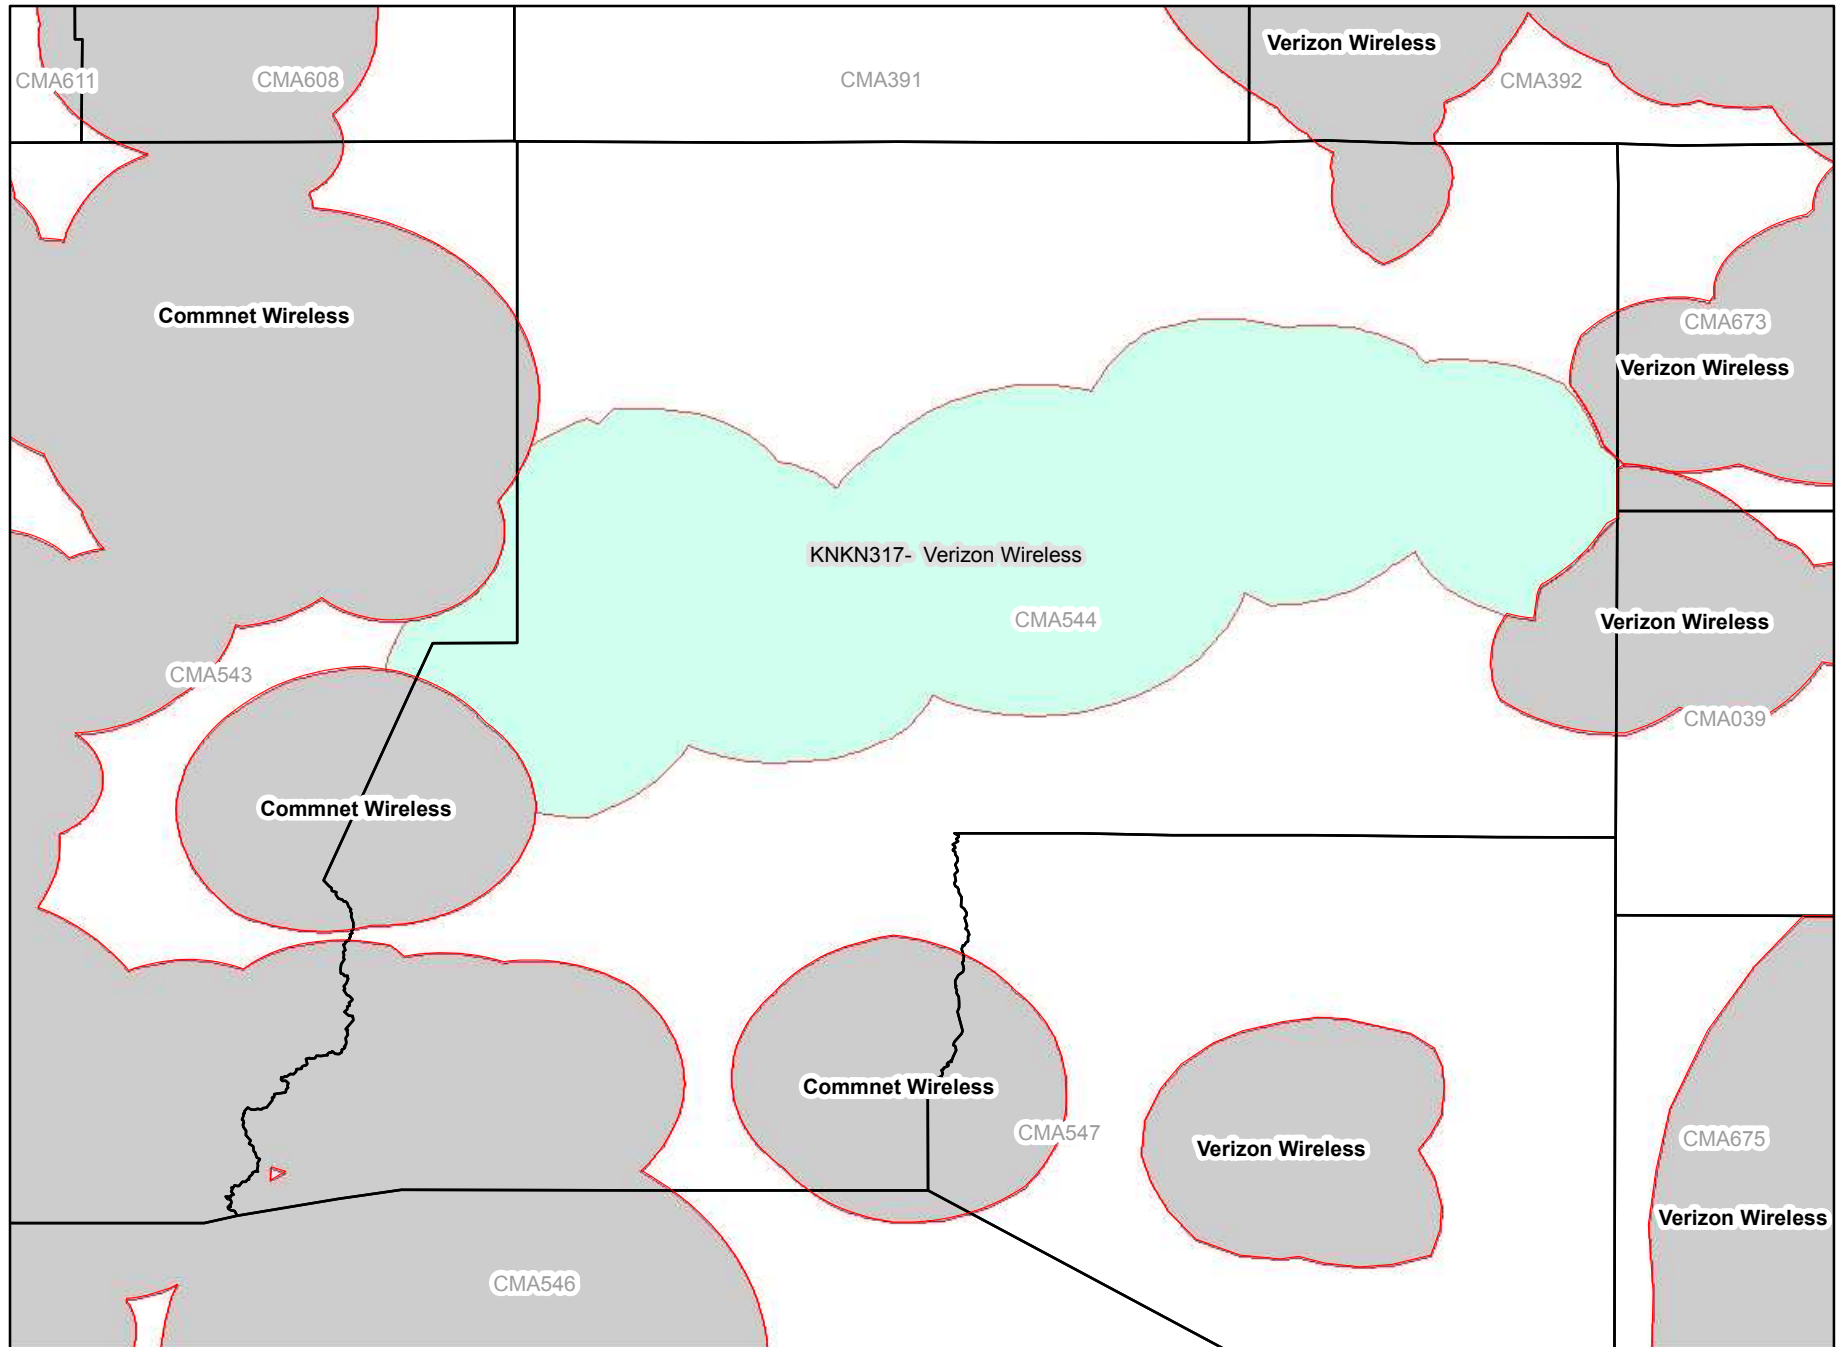 Verizon Wireless
CMA611
CMA608
CMA391
CMA392
Commnet Wireless
CMA673
Verizon Wireless
KNKN317- Verizon Wireless
CMA544
Verizon Wireless
CMA543
CMA039
Commnet Wireless
Commnet Wireless
CMA547
CMA675
Verizon Wireless
Verizon Wireless
CMA546